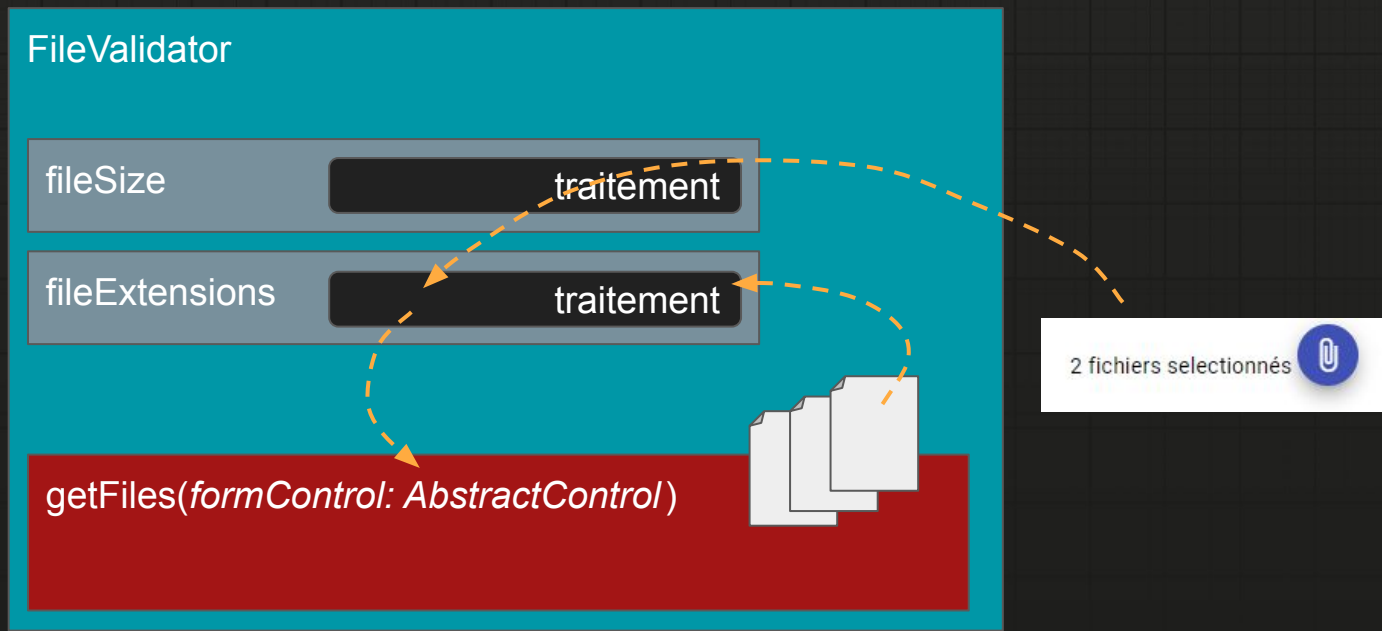 FileValidator
fileSize
traitement
fileExtensions
traitement
2 fichiers selectionnés
getFiles(formControl: AbstractControl)